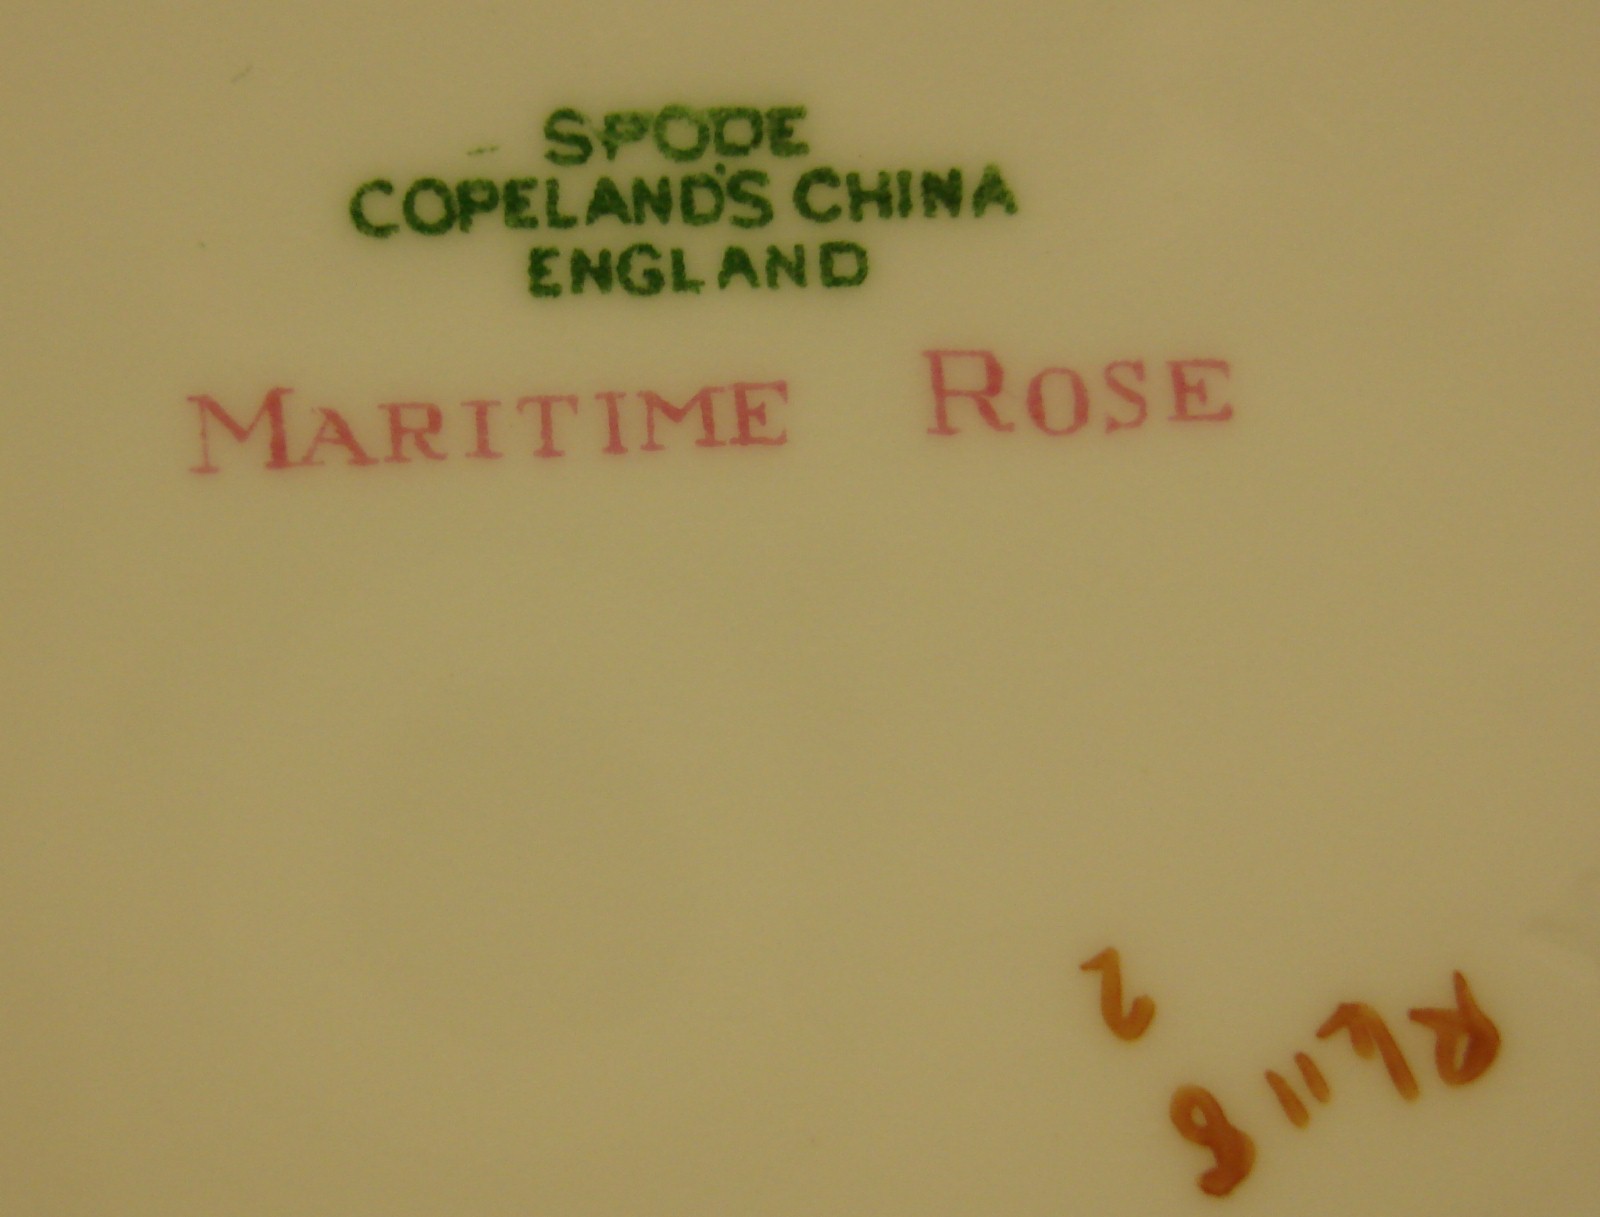 SPODE
COPELAND'S CHINA
ENGLAND
MARITIME ROSE